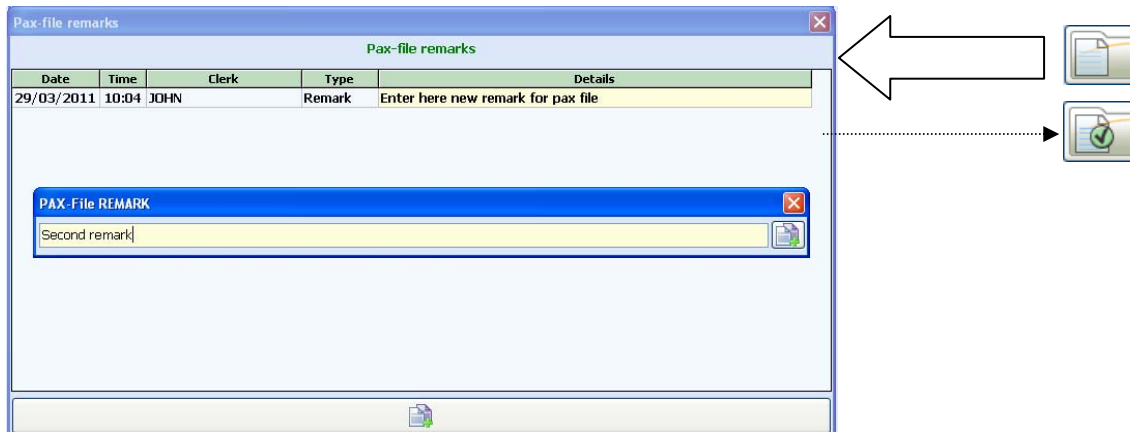 Pax-file remarks
Pax-file remarks
Date Time Clerk Type Details
29/03/2011 10:04 JOHN Remark Enter here new remark for pax file
PAX-File REMARK
Second remark